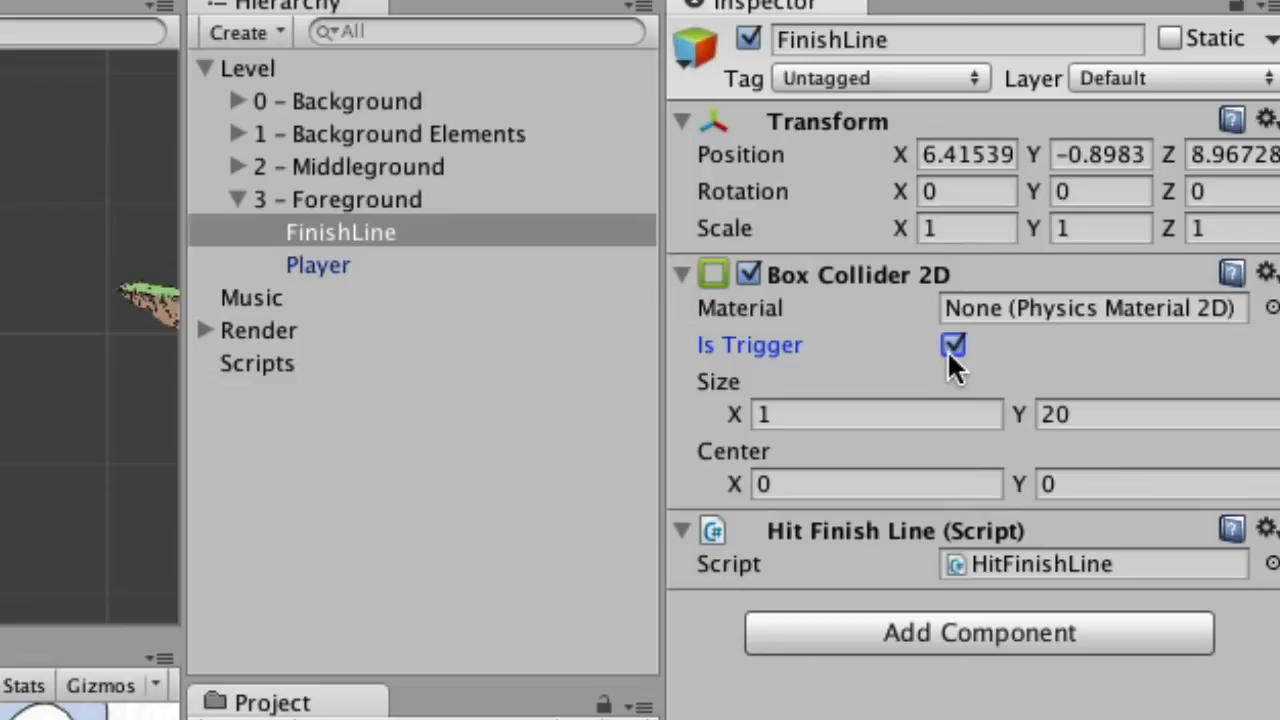 Hierarchy
Create
All
Level
0 – Background
1 – Background Elements
2 – Middleground
3 – Foreground
FinishLine
Player
Music
Render
Scripts
Stats
Gizmos
Project
Inspector
FinishLine
Static
Tag
Untagged
Layer
Default
Transform
Position X 6.41539 Y -0.8983 Z 8.96728
Rotation X 0 Y 0 Z 0
Scale X 1 Y 1 Z 1
Box Collider 2D
Material None (Physics Material 2D)
Is Trigger
Size
X 1 Y 20
Center
X 0 Y 0
Hit Finish Line (Script)
Script HitFinishLine
Add Component